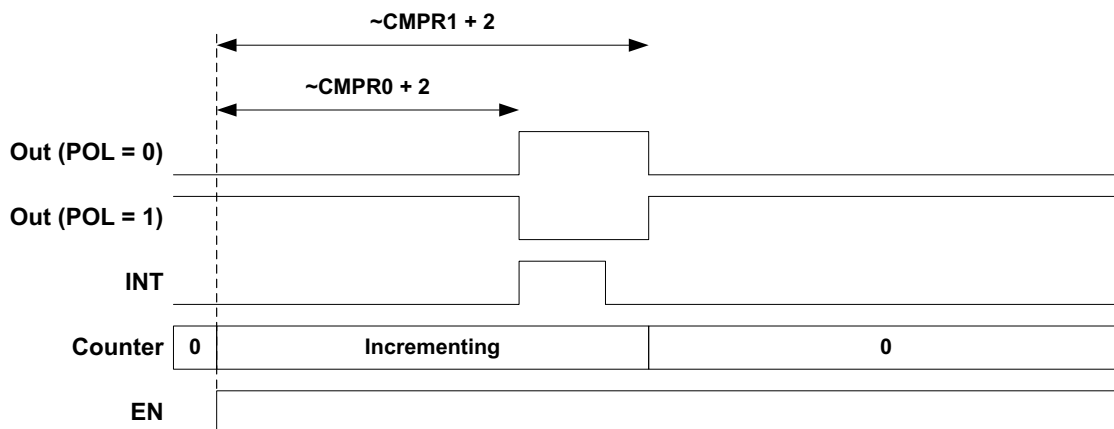 ~CMPR1 + 2
~CMPR0 + 2
Out (POL = 0)
Out (POL = 1)
INT
Counter 0 Incrementing 0
EN